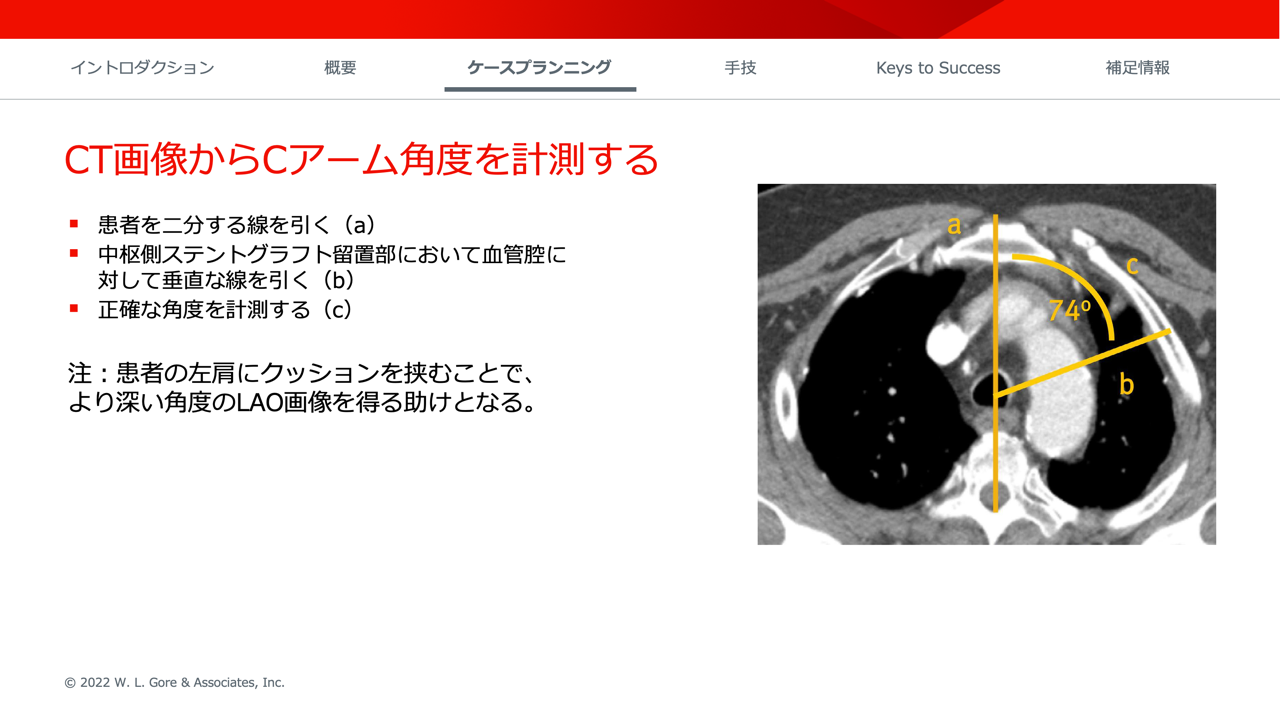 イントロダクション
概要
ケースプランニング
手技
Keys to Success
補足情報
CT画像からCアーム角度を計測する
患者を二分する線を引く（a）
中枢側ステントグラフト留置部において血管腔に
対して垂直な線を引く（b）
正確な角度を計測する（c）
注：患者の左肩にクッションを挟むことで、
より深い角度のLAO画像を得る助けとなる。
a
c
74º
b
© 2022 W. L. Gore & Associates, Inc.